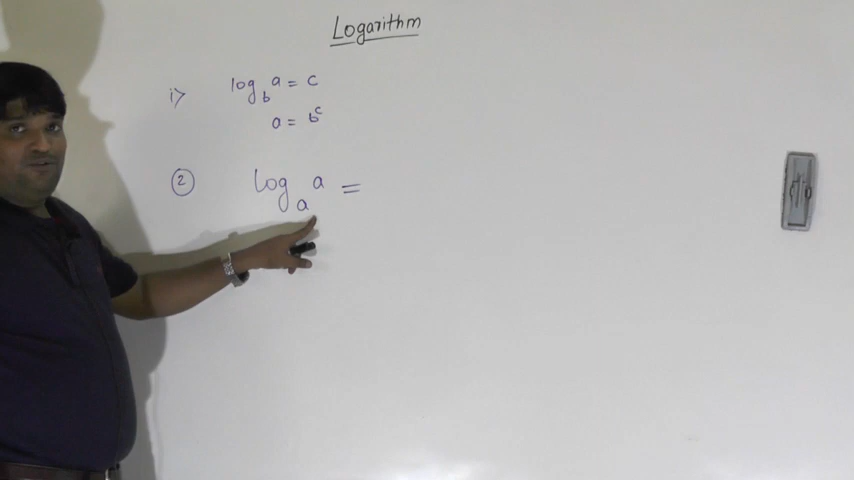 Logarithm
i> log_b a = c
a = b^c
② log_a a =